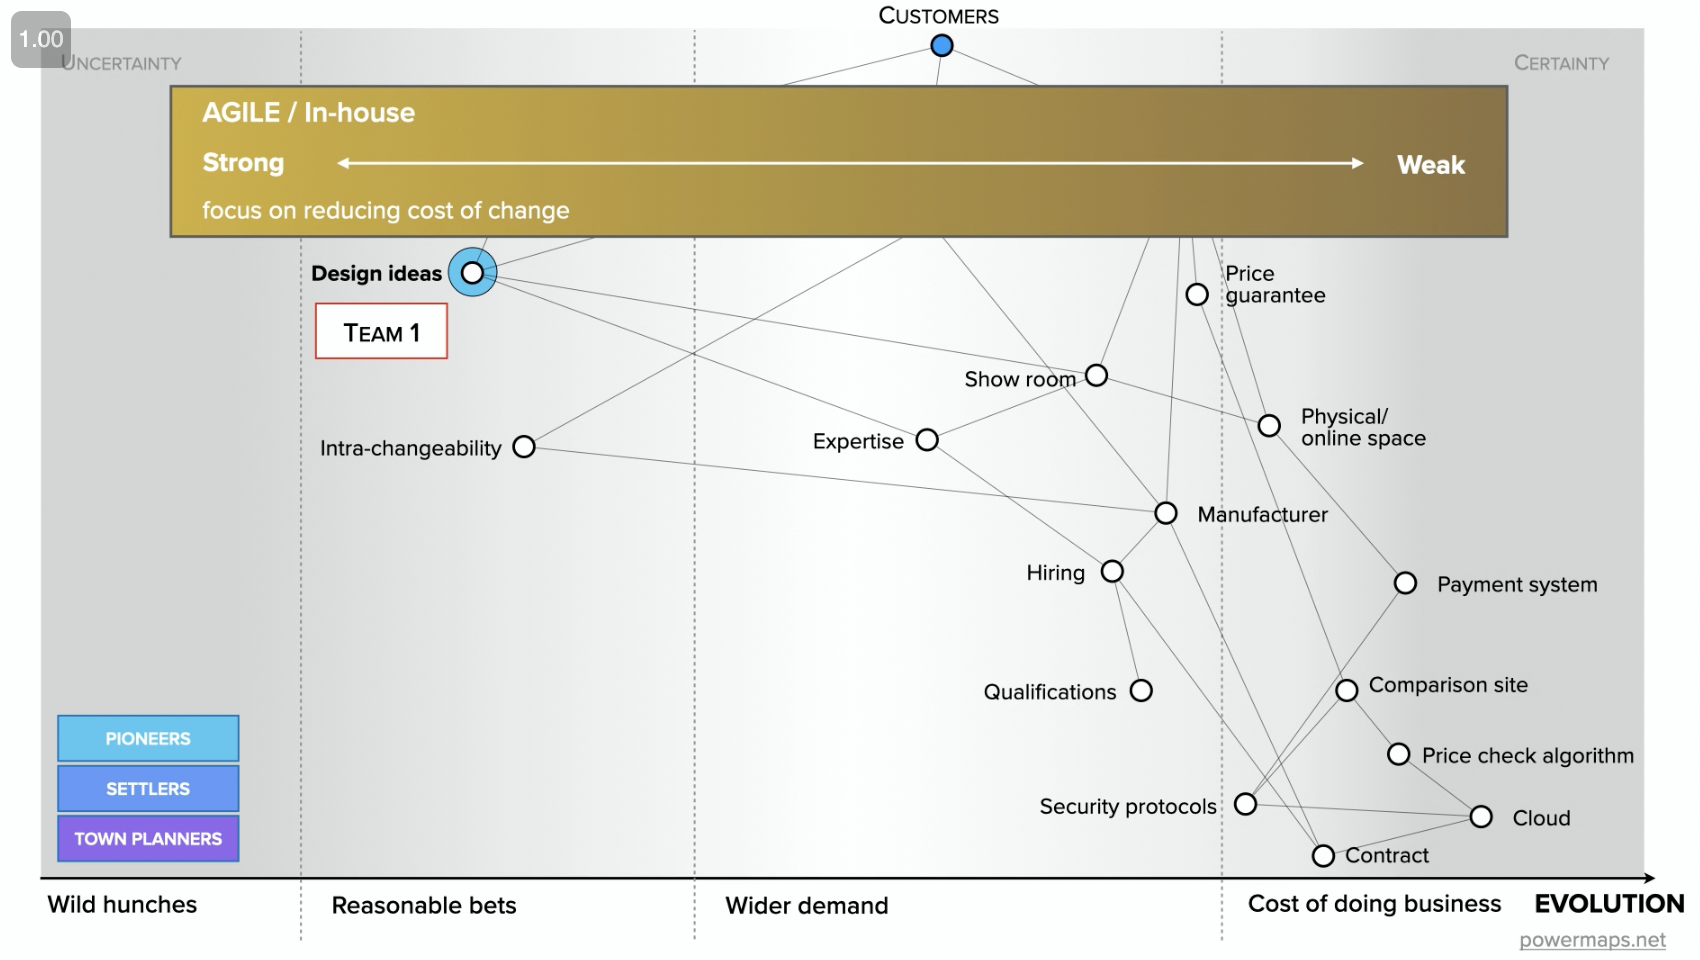 CUSTOMERS
1.00
UNCERTAINTY
CERTAINTY
AGILE / In-house
Strong
Weak
focus on reducing cost of change
Design ideas
Price
guarantee
TEAM 1
Show room
Physical/
online space
Expertise
Intra-changeability
Manufacturer
Hiring
Payment system
Qualifications
Comparison site
PIONEERS
Price check algorithm
SETTLERS
Security protocols
Cloud
TOWN PLANNERS
Contract
Wild hunches
Reasonable bets
Wider demand
Cost of doing business
EVOLUTION
powermaps.net